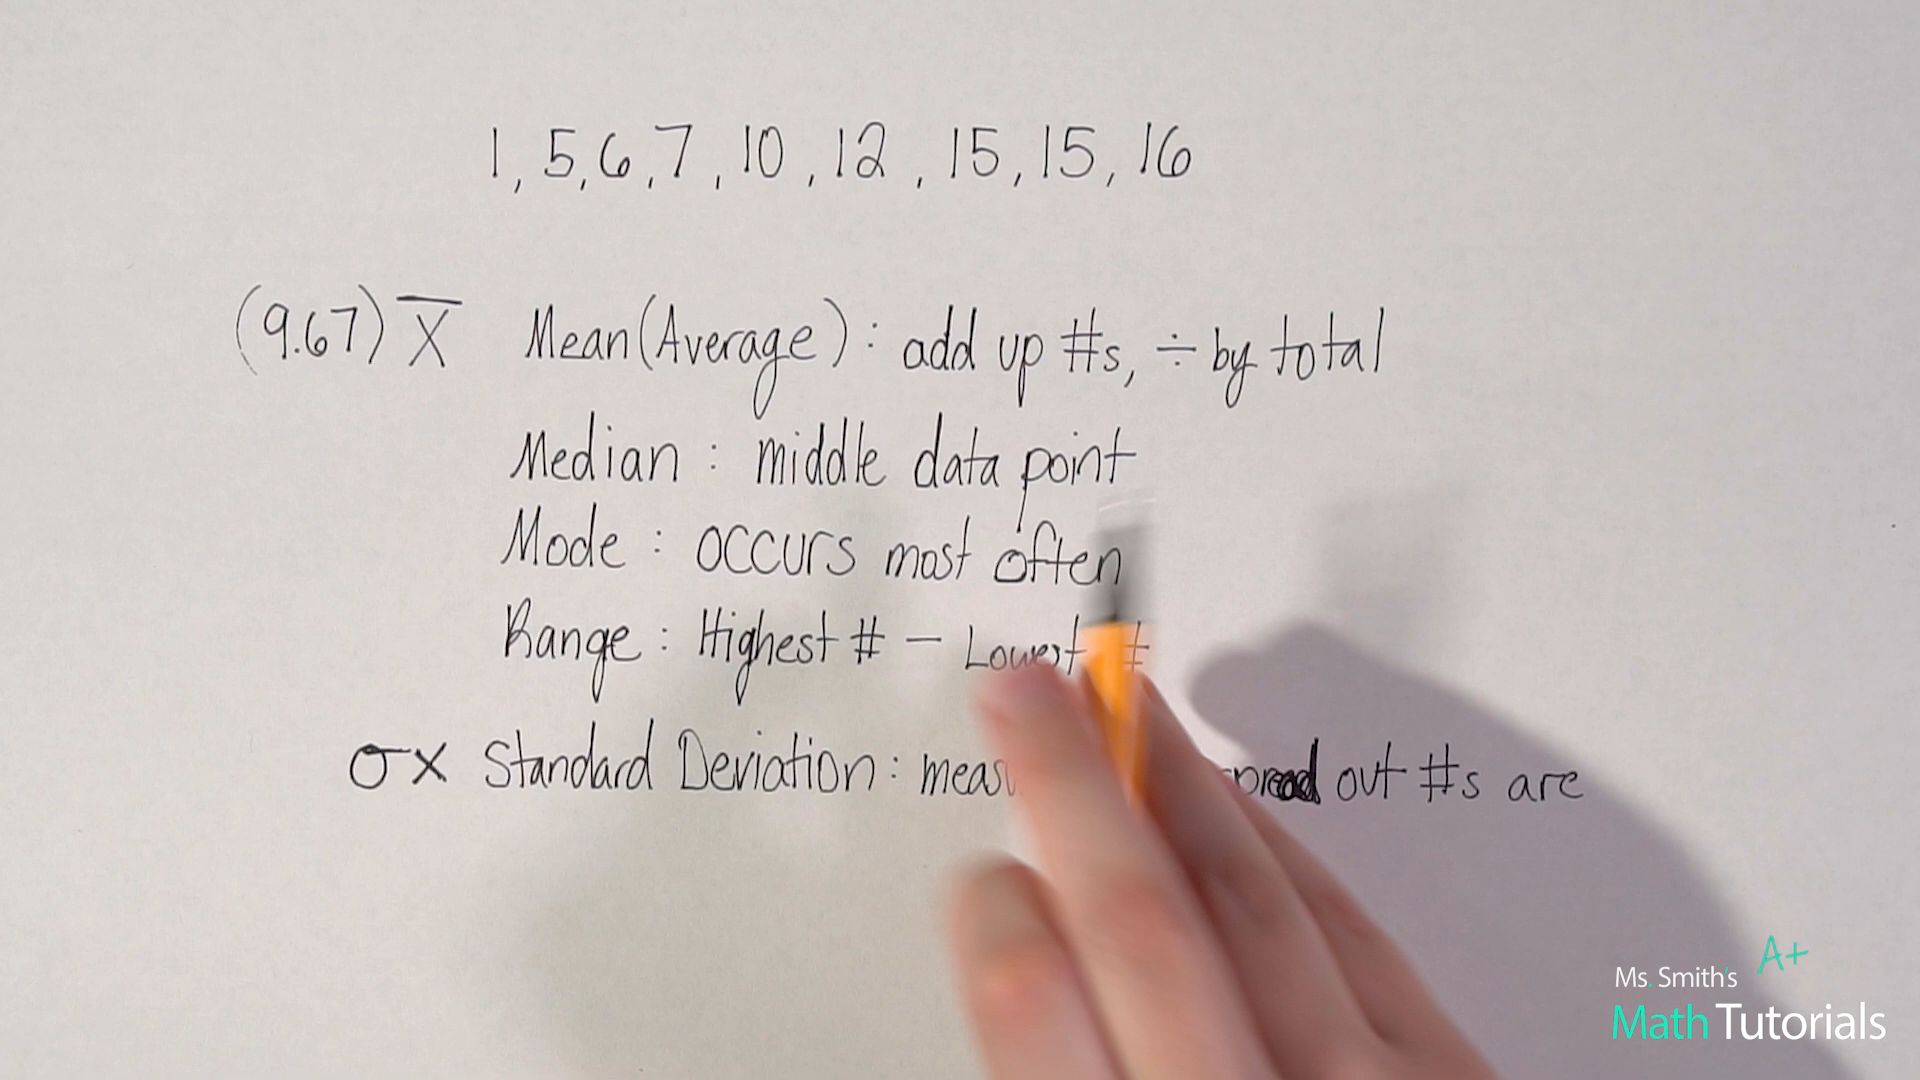 1, 5, 6, 7, 10, 12, 15, 15, 16
(9.67) x̅ Mean (Average) : add up #s, ÷ by total
Median : middle data point
Mode : occurs most often
Range : Highest # – Lowest #
σx Standard Deviation : out #s are
A+
Ms. Smith's
Math Tutorials